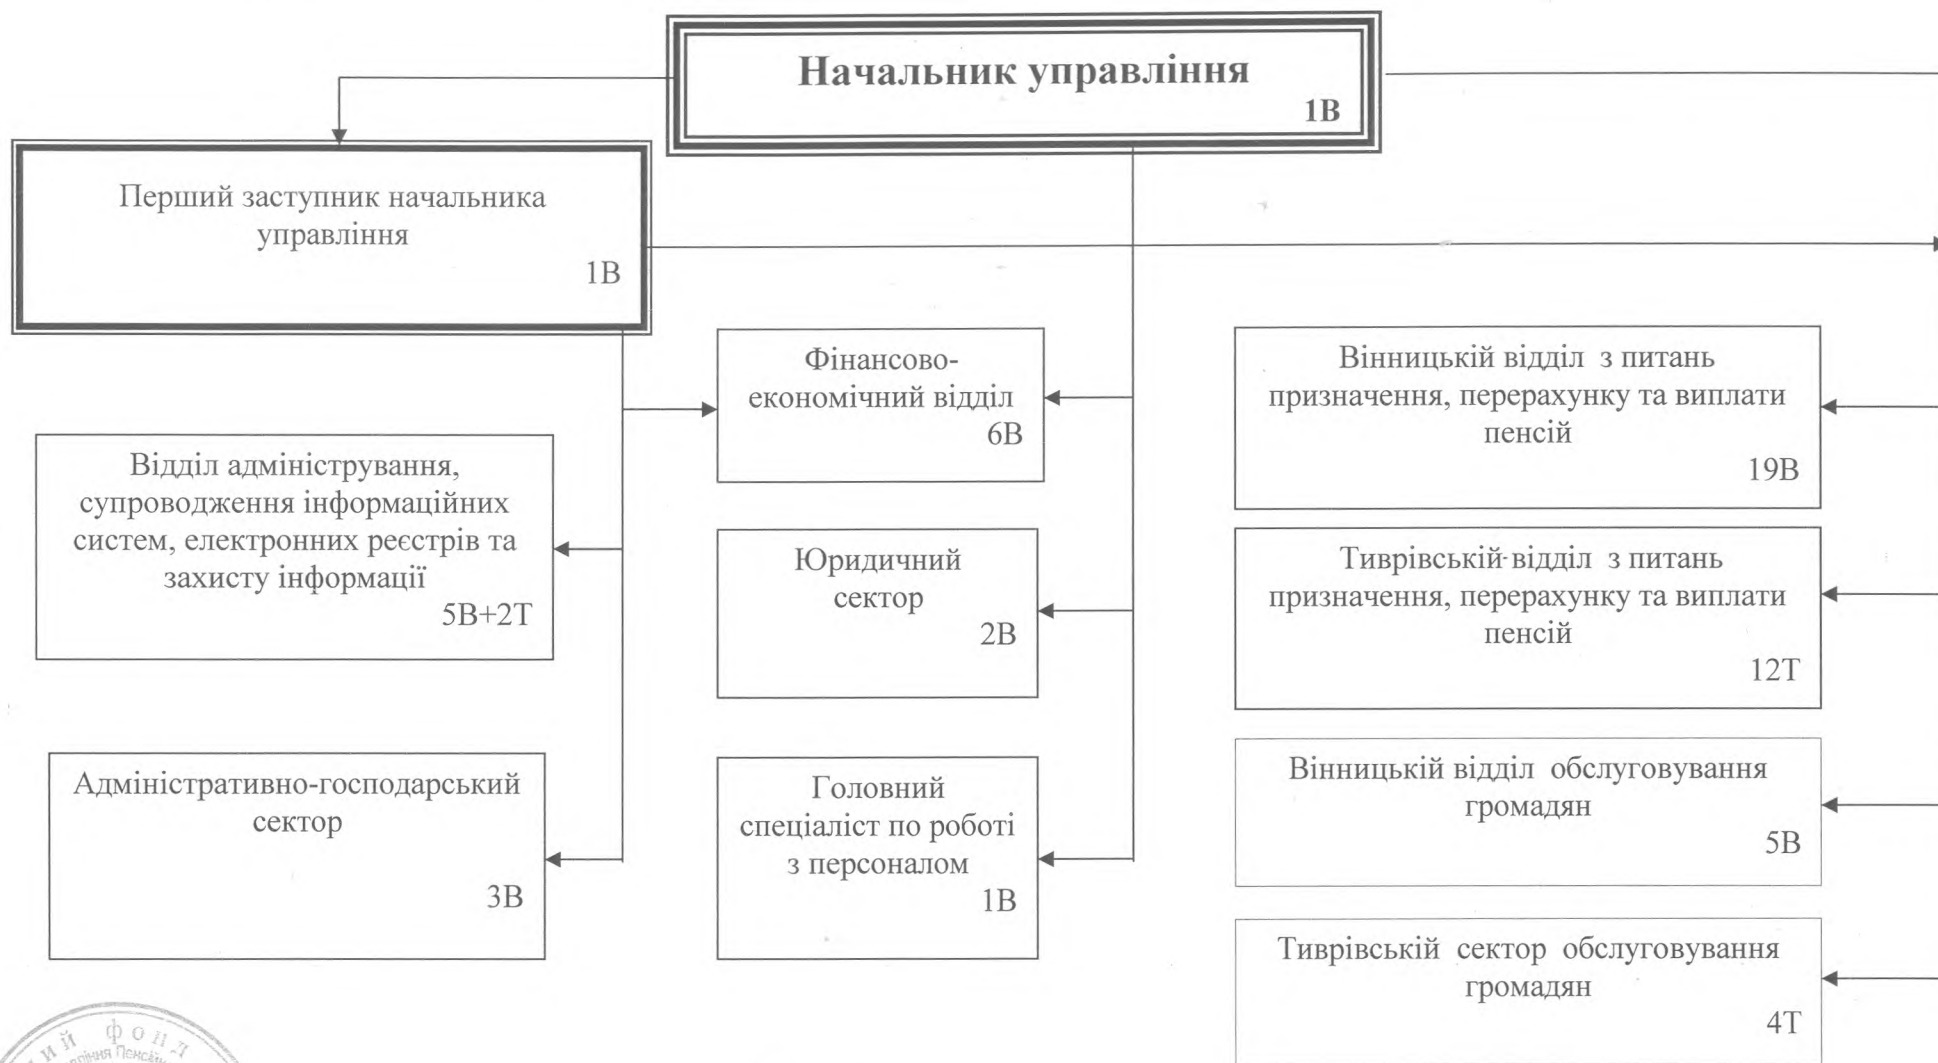 Начальник управління
1В
Перший заступник начальника
управління
1В
Фінансово-
економічний відділ
6В
Вінницькій відділ з питань
призначення, перерахунку та виплати
пенсій
19В
Відділ адміністрування,
супроводження інформаційних
систем, електронних реєстрів та
захисту інформації
5В+2Т
Юридичний
сектор
2В
Тиврівській відділ з питань
призначення, перерахунку та виплати
пенсій
12Т
Адміністративно-господарський
сектор
3В
Головний
спеціаліст по роботі
з персоналом
1В
Вінницькій відділ обслуговування
громадян
5В
Тиврівській сектор обслуговування
громадян
4Т
фонд